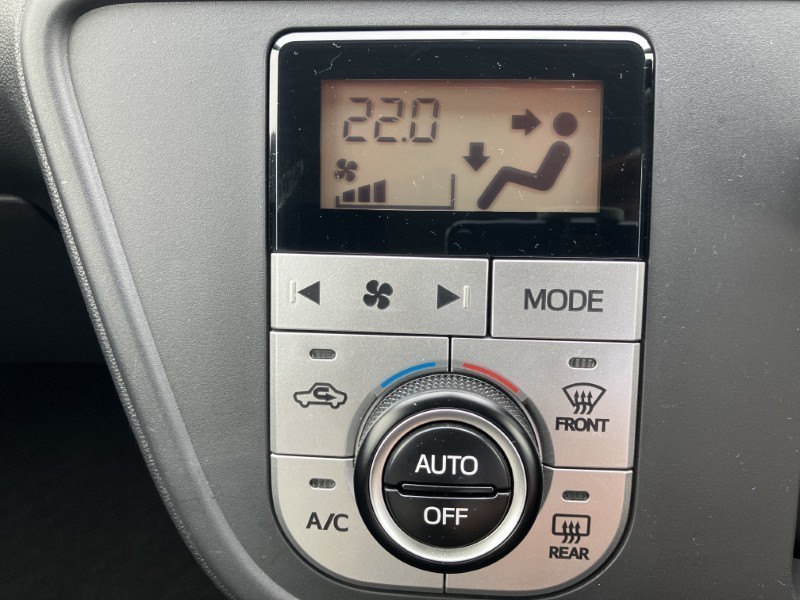 22.0
MODE
FRONT
AUTO
OFF
A/C
REAR